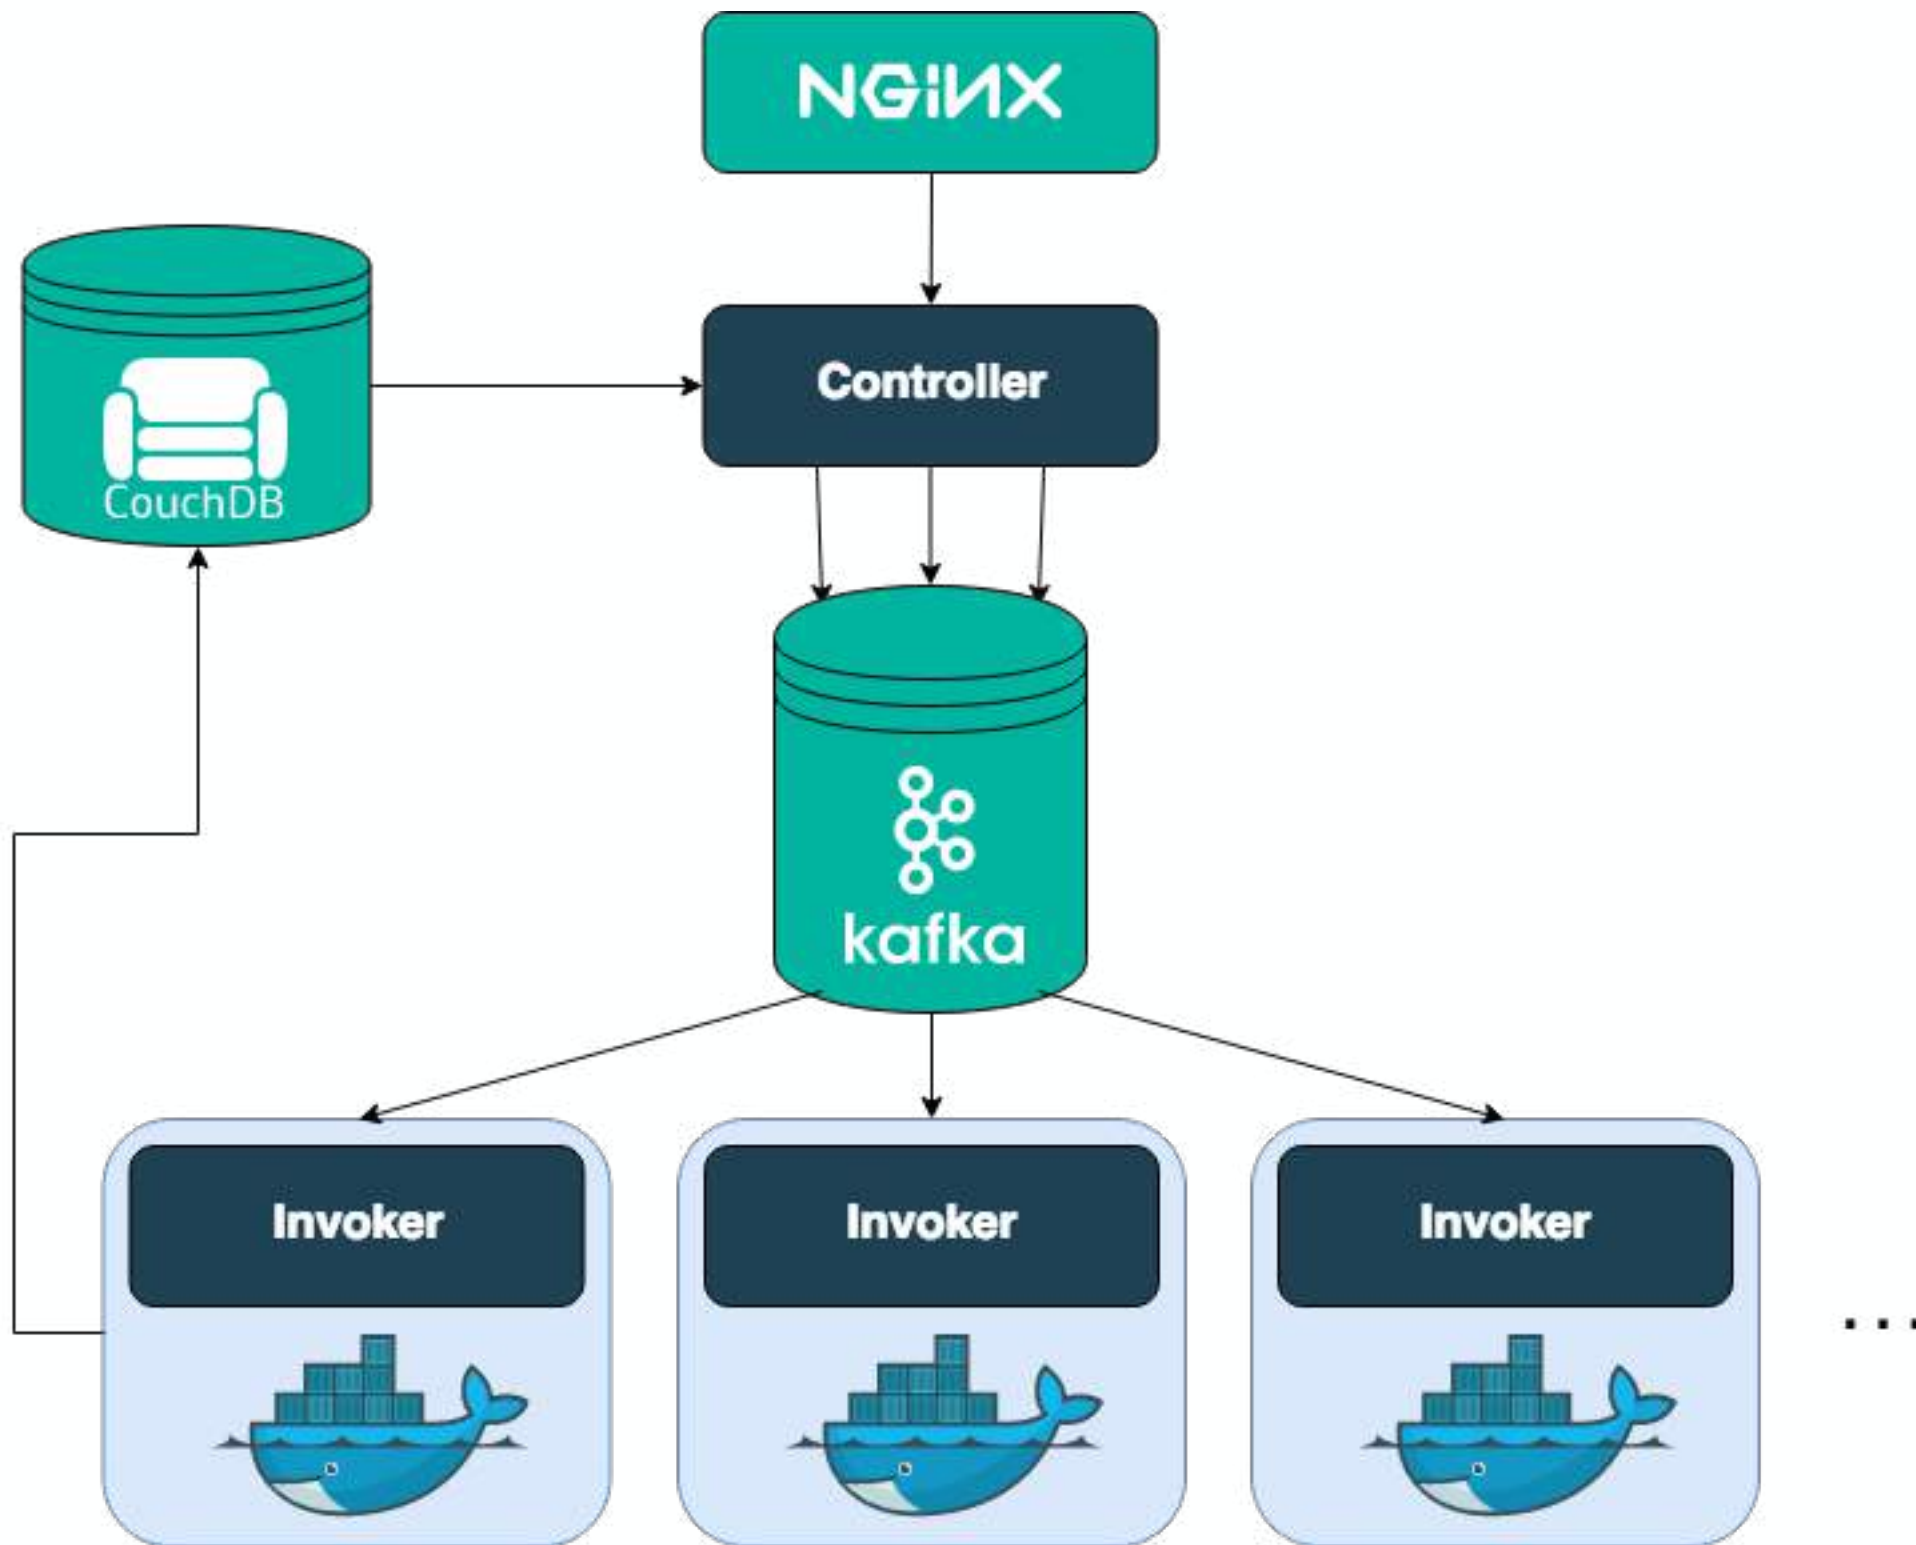 NGINX
Controller
CouchDB
kafka
Invoker
Invoker
Invoker
...